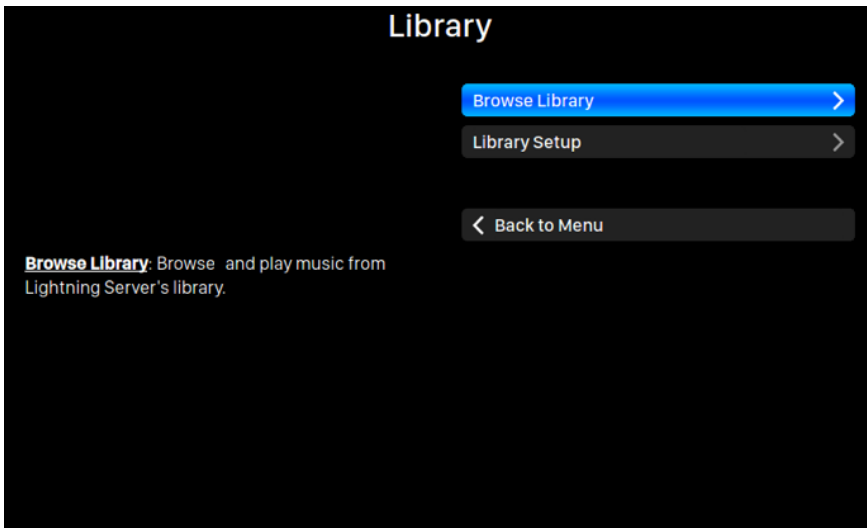 Library
Browse Library
Library Setup
Back to Menu
Browse Library: Browse  and play music from
Lightning Server's library.